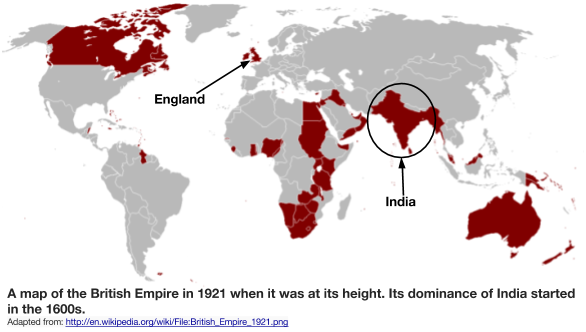 England
India
A map of the British Empire in 1921 when it was at its height. Its dominance of India started
in the 1600s.
Adapted from: http://en.wikipedia.org/wiki/File:British_Empire_1921.png